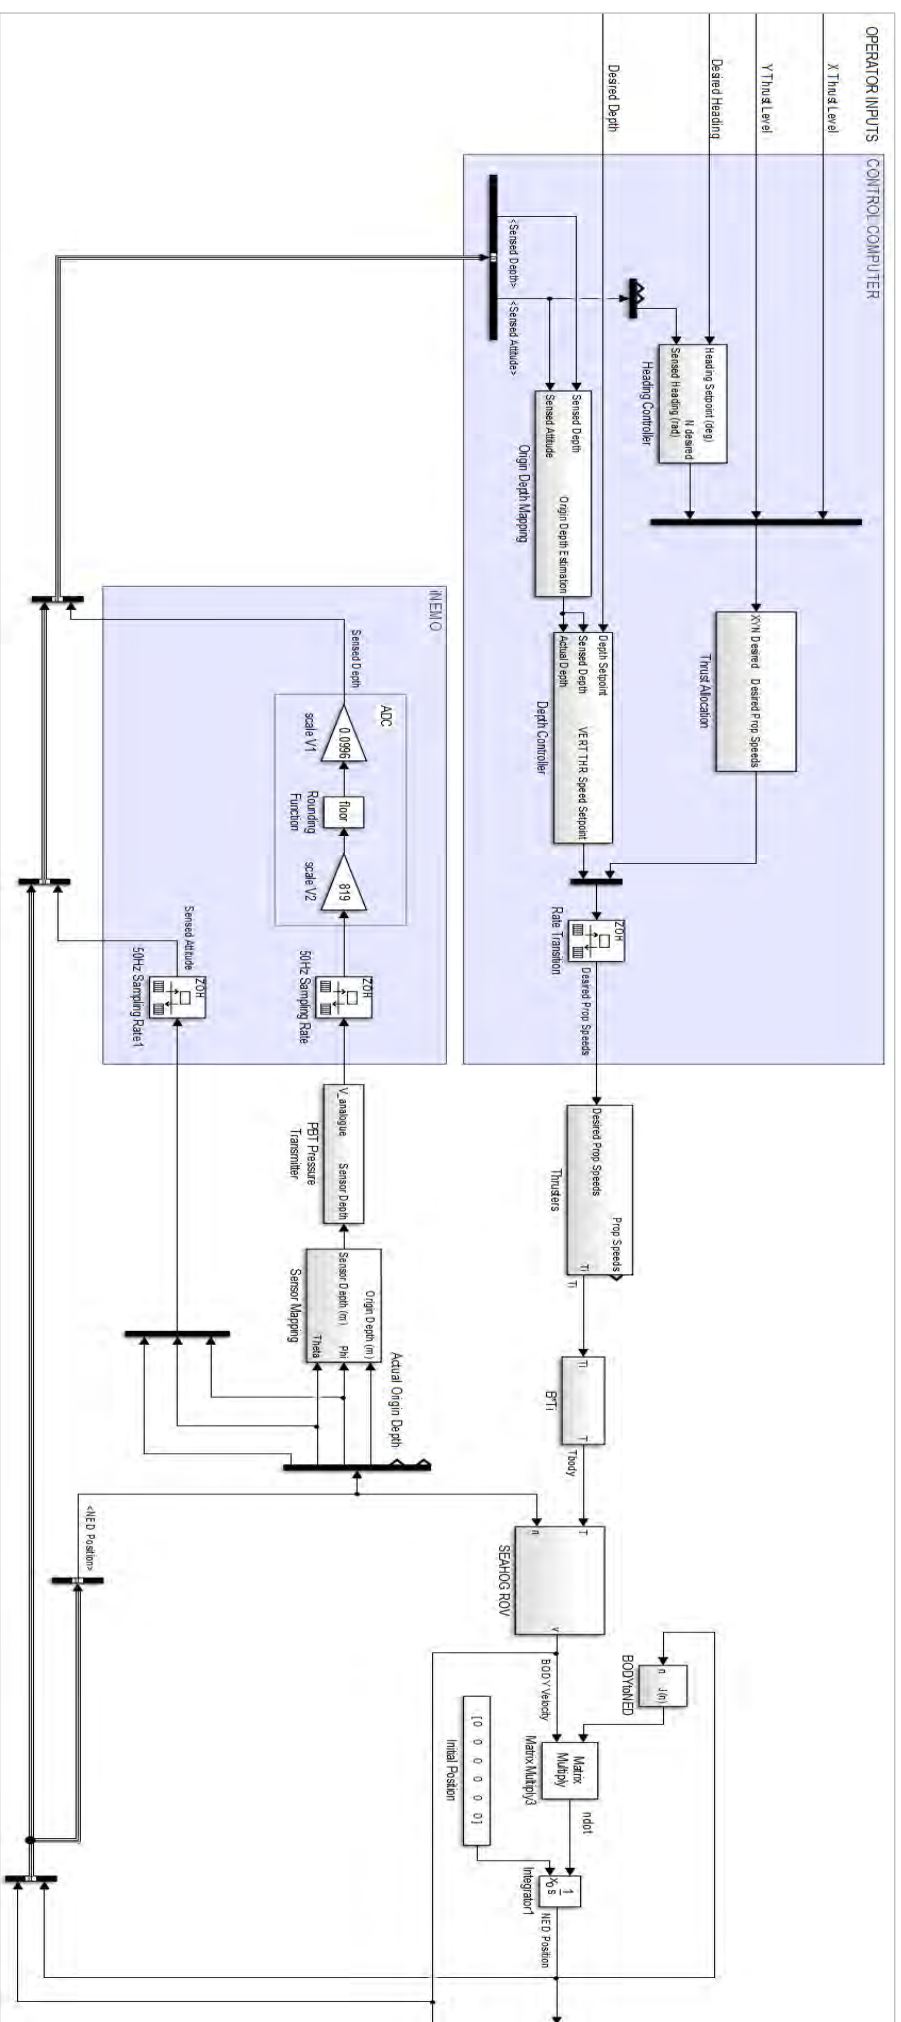 OPERATOR INPUTS
X Thrust Level
Y Thrust Level
Desired Heading
Desired Depth
CONTROL COMPUTER
<Sensed Depth>
<Sensed Attitude>
Heading Setpoint (deg)
N desired
Sensed Heading (rad)
Heading Controller
Sensed Depth
Origin Depth Estimation
Sensed Attitude
Origin Depth Mapping
XYN Desired
Desired Prop Speeds
Thrust Allocation
Depth Setpoint
Sensed Depth
VERT THR Speed Setpoint
Actual Depth
Depth Controller
ZOH
Rate Transition
Desired Prop Speeds
Desired Prop Speeds
Prop Speeds
Ti
Thrusters
Ti
Ti
T
B*Ti
Tbody
T
n
v
SEAHOG ROV
BODY Velocity
n
J(n)
BODYtoNED
Matrix
Multiply
Matrix Multiply3
ndot
[0 0 0 0 0 0]
Initial Position
1
s
xo
Integrator1
NED Position
iNEMO
Sensed Depth
ADC
0.0996
scale V1
floor
Rounding
Function
819
scale V2
ZOH
50Hz Sampling Rate
Sensed Attitude
ZOH
50Hz Sampling Rate1
V_analogue
Sensor Depth
PBT Pressure
Transmitter
Origin Depth (m)
Sensor Depth (m)
Phi
Theta
Sensor Mapping
Actual Origin Depth
<NED Position>